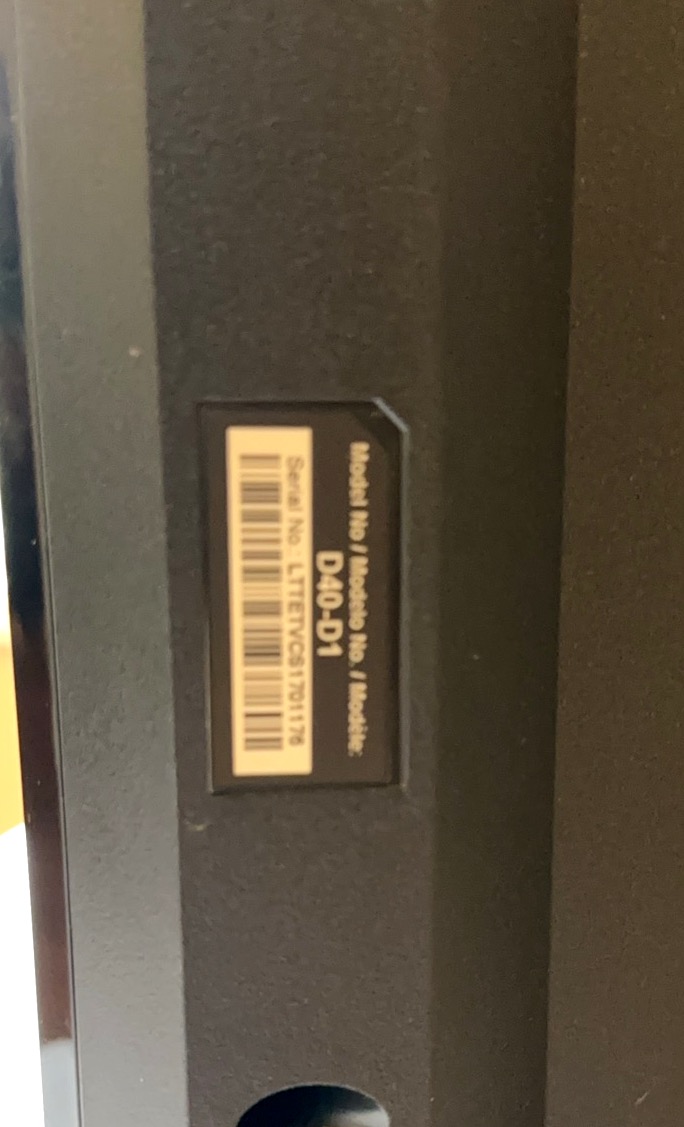 Model No / Modelo No. / Modèle:
D40-D1
Serial No : LTTETVCS1701176